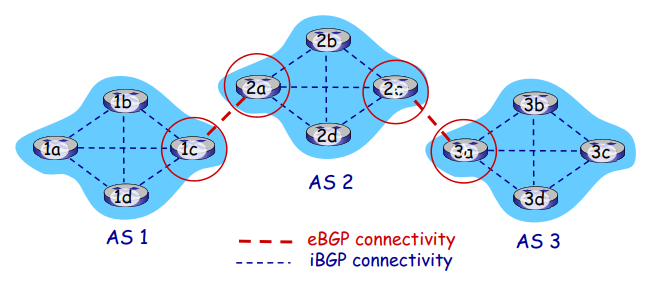 2b
2a
2c
2d
1b
1a
1c
1d
3b
3a
3c
3d
AS 2
AS 1
AS 3
eBGP connectivity
iBGP connectivity